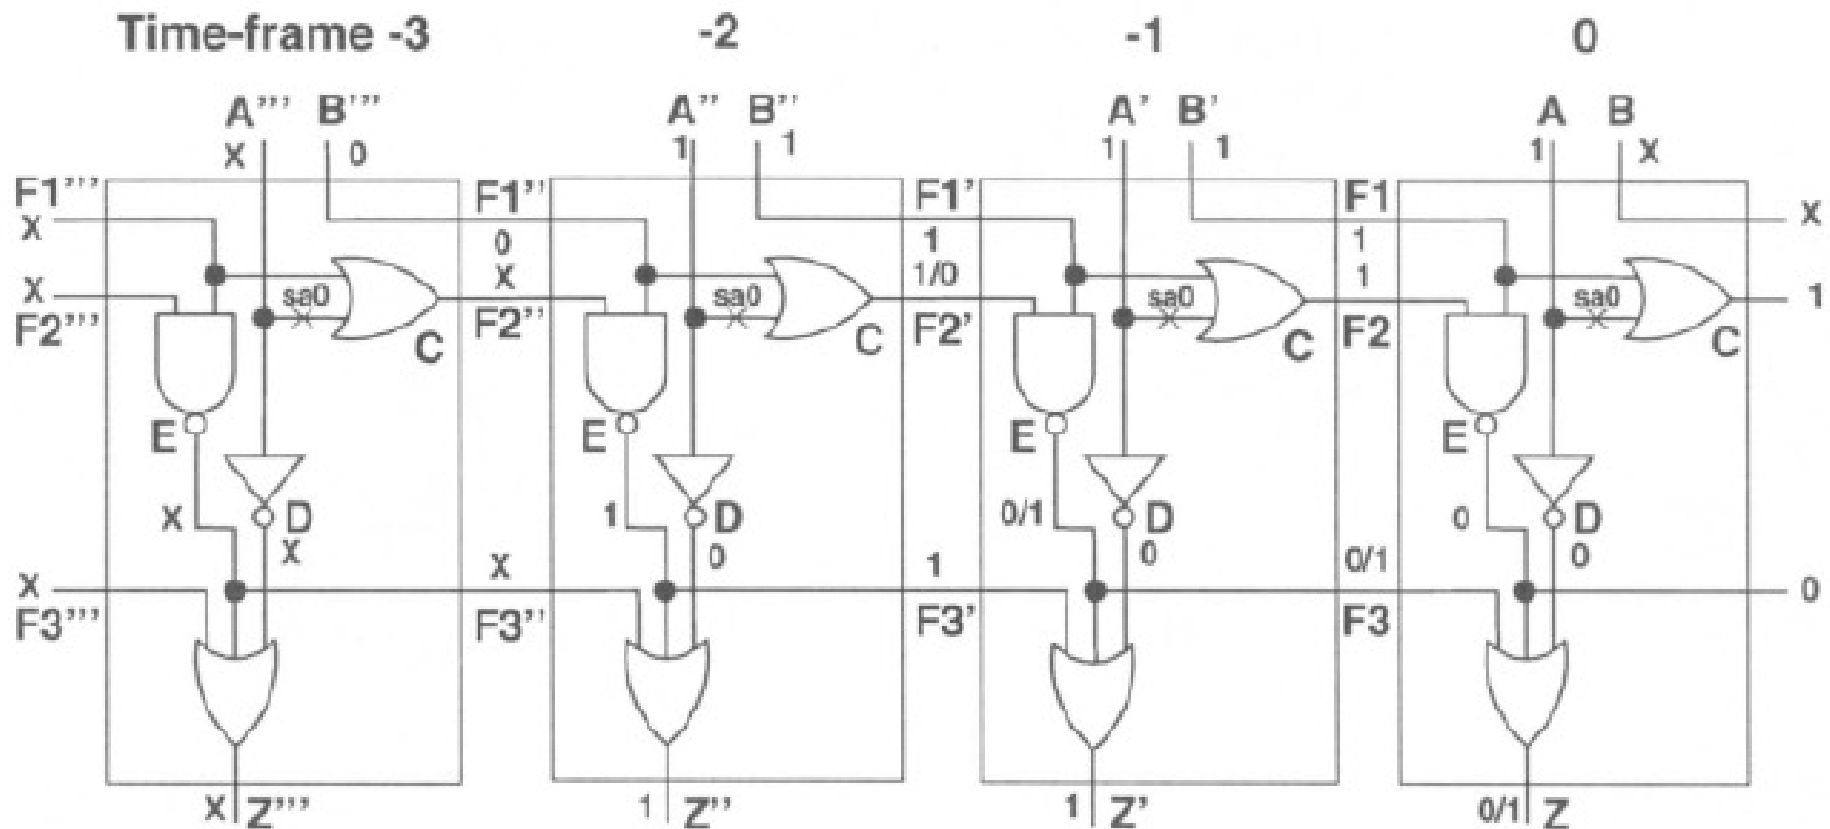 Time-frame -3 -2 -1 0
A''' B''' A'' B'' A' B' A B
X 0 1 1 1 1 1 X
F1''' F1'' F1' F1
X 0 1 1 X
X X 1/0 1 1
sa0 sa0 sa0 sa0
F2''' F2'' F2' F2
C C C C
E E E E
X D 1 D 0/1 D 0 D
X 0 0 0
X X 1 0/1 0
F3''' F3'' F3' F3
X Z''' 1 Z'' 1 Z' 0/1 Z